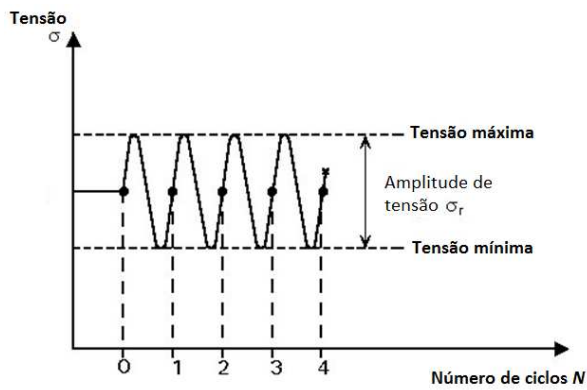 Tensão
σ
Tensão máxima
Amplitude de
tensão σr
Tensão mínima
0 1 2 3 4
Número de ciclos N